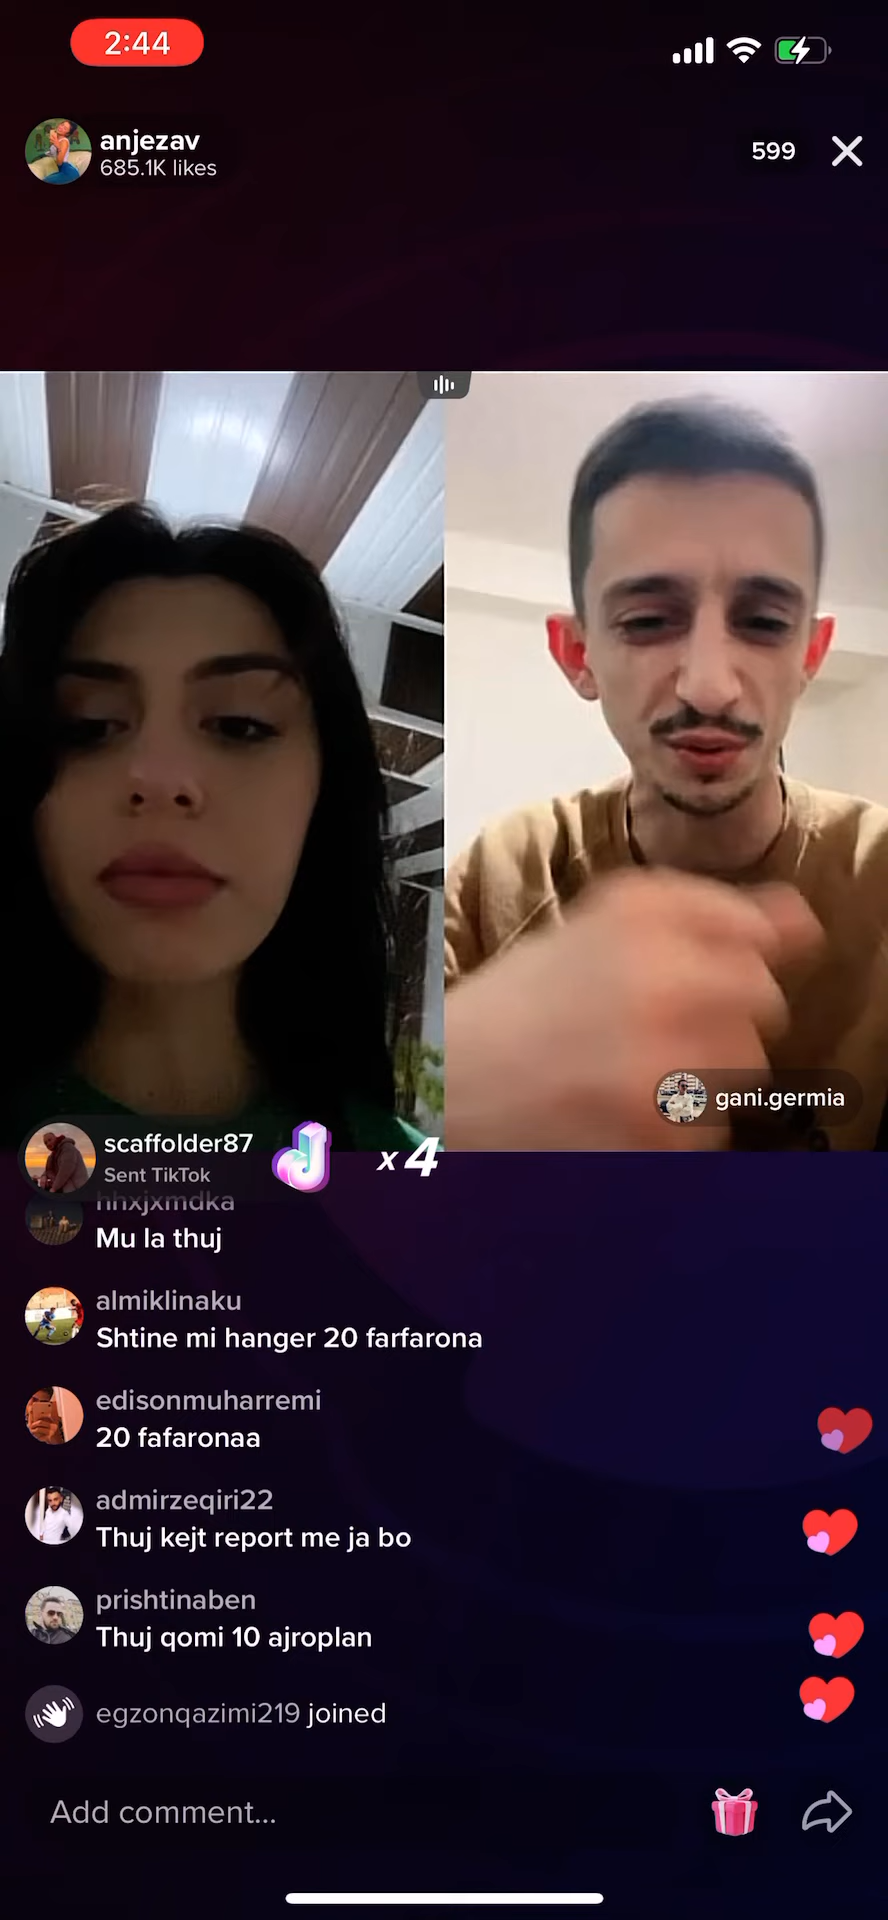 2:44
anjezav
685.1K likes
599
gani.germia
scaffolder87
Sent TikTok
x4
hhxjxmdka
Mu la thuj
almiklinaku
Shtine mi hanger 20 farfarona
edisonmuharremi
20 fafaronaa
admirzeqiri22
Thuj kejt report me ja bo
prishtinaben
Thuj qomi 10 ajroplan
egzonqazimi219 joined
Add comment...